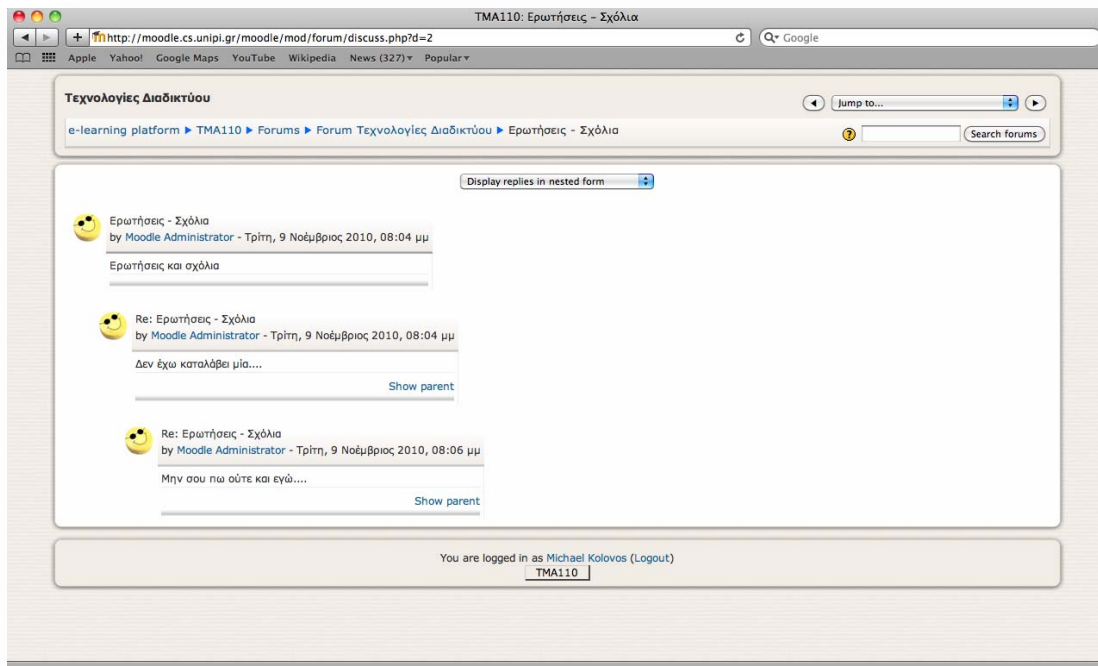 TMA110: Ερωτήσεις – Σχόλια
http://moodle.cs.unipi.gr/moodle/mod/forum/discuss.php?d=2
Google
Apple Yahoo! Google Maps YouTube Wikipedia News (327) Popular
Τεχνολογίες Διαδικτύου
Jump to...
e-learning platform ► TMA110 ► Forums ► Forum Τεχνολογίες Διαδικτύου ► Ερωτήσεις - Σχόλια
Search forums
Display replies in nested form
Ερωτήσεις - Σχόλια
by Moodle Administrator - Τρίτη, 9 Νοέμβριος 2010, 08:04 μμ
Ερωτήσεις και σχόλια
Re: Ερωτήσεις - Σχόλια
by Moodle Administrator - Τρίτη, 9 Νοέμβριος 2010, 08:04 μμ
Δεν έχω καταλάβει μία....
Show parent
Re: Ερωτήσεις - Σχόλια
by Moodle Administrator - Τρίτη, 9 Νοέμβριος 2010, 08:06 μμ
Μην σου πω ούτε και εγώ....
Show parent
You are logged in as Michael Kolovos (Logout)
TMA110